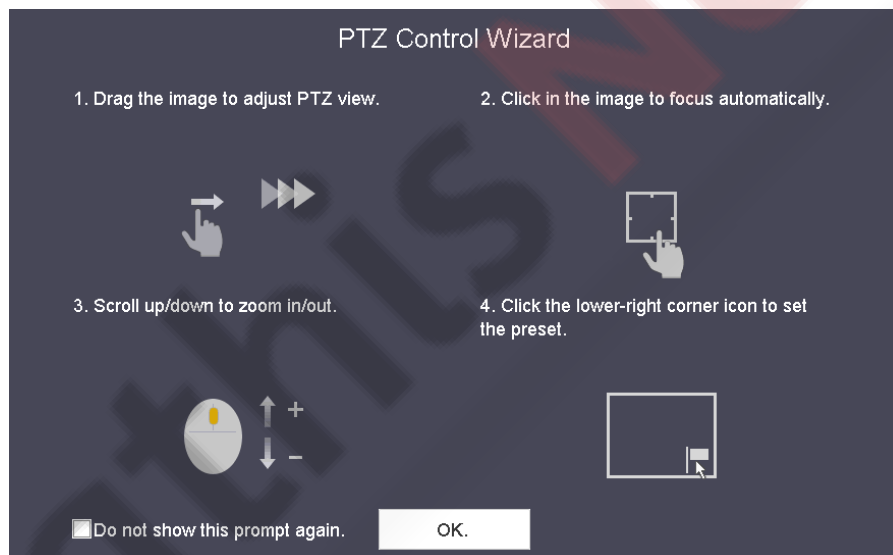 PTZ Control Wizard
1. Drag the image to adjust PTZ view.
2. Click in the image to focus automatically.
3. Scroll up/down to zoom in/out.
4. Click the lower-right corner icon to set
the preset.
Do not show this prompt again.
OK.